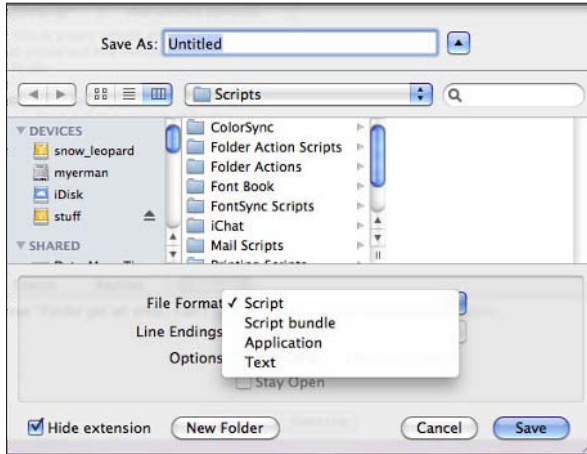 Save As: Untitled
Scripts
DEVICES
snow_leopard
myerman
iDisk
stuff
SHARED
ColorSync
Folder Action Scripts
Folder Actions
Font Book
FontSync Scripts
iChat
Mail Scripts
File Format ✓ Script
Script bundle
Application
Text
Line Endings
Options
Stay Open
Hide extension
New Folder
Cancel
Save